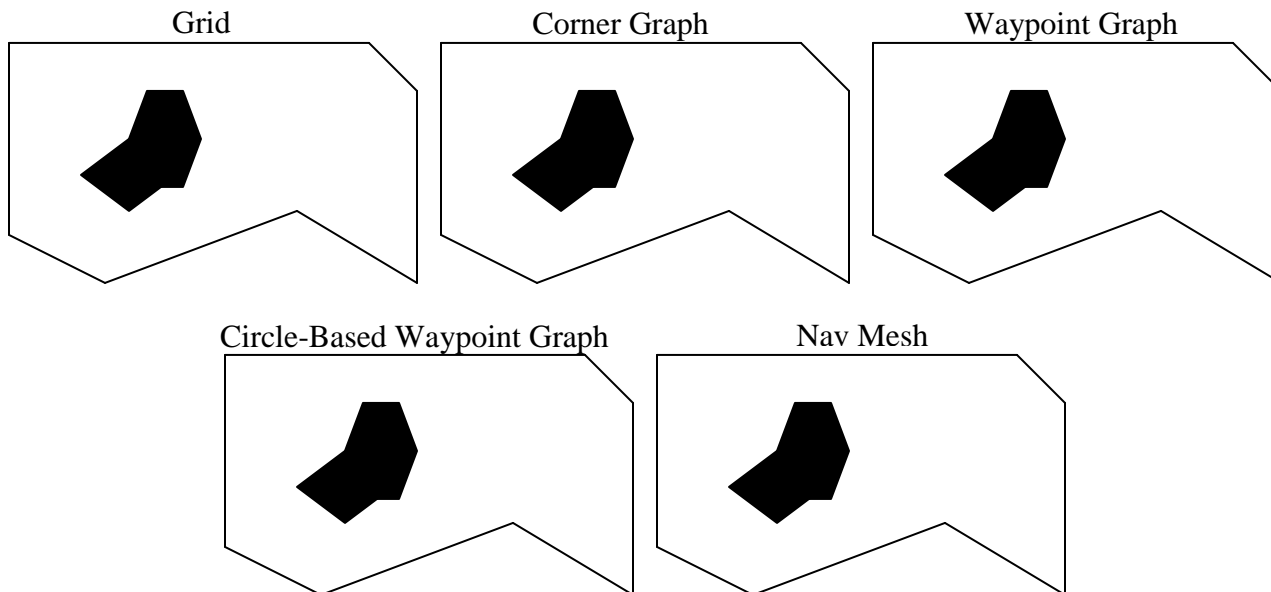 Grid
Corner Graph
Waypoint Graph
Circle-Based Waypoint Graph
Nav Mesh